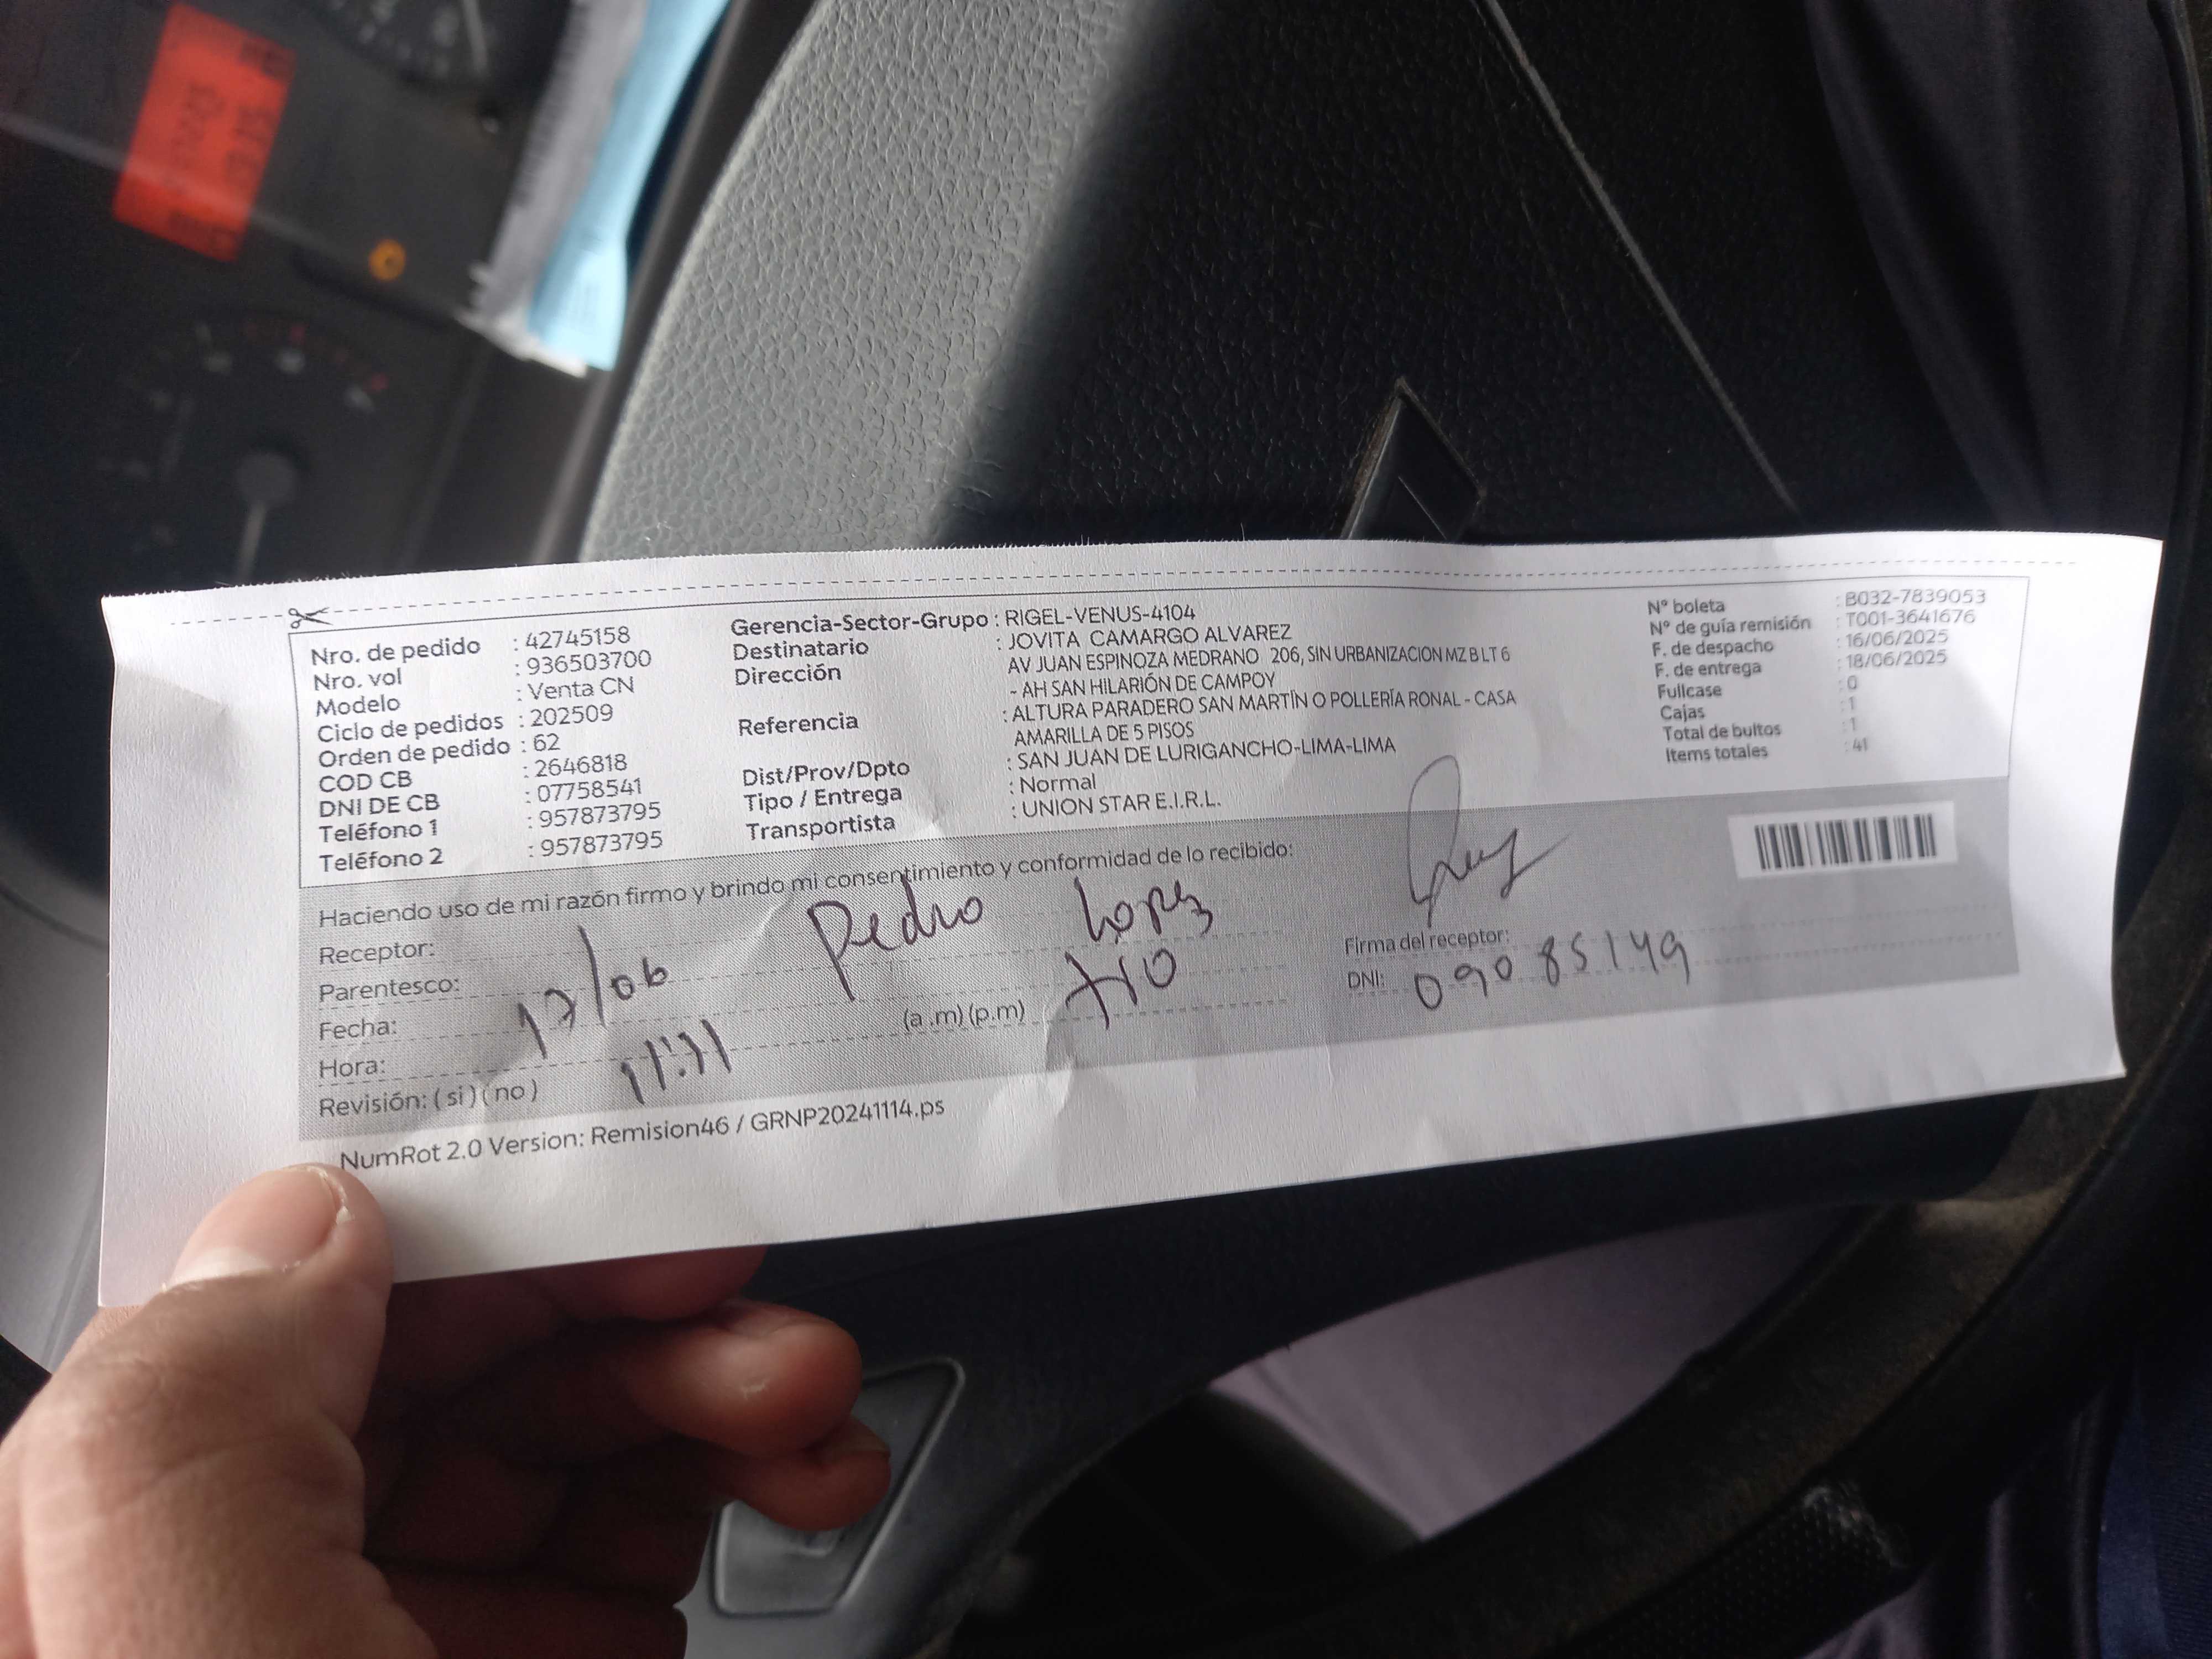 Nro. de pedido : 42745158
Nro. vol : 936503700
Modelo : Venta CN
Ciclo de pedidos : 202509
Orden de pedido : 62
COD CB : 2646818
DNI DE CB : 07758541
Teléfono 1 : 957873795
Teléfono 2 : 957873795
Gerencia-Sector-Grupo : RIGEL-VENUS-4104
Destinatario : JOVITA CAMARGO ALVAREZ
Dirección AV JUAN ESPINOZA MEDRANO 206, SIN URBANIZACION MZ B LT 6
- AH SAN HILARIÓN DE CAMPOY
Referencia : ALTURA PARADERO SAN MARTÍN O POLLERÍA RONAL - CASA
AMARILLA DE 5 PISOS
Dist/Prov/Dpto : SAN JUAN DE LURIGANCHO-LIMA-LIMA
Tipo / Entrega : Normal
Transportista : UNION STAR E.I.R.L.
N° boleta : B032-7839053
N° de guía remisión : T001-3641676
F. de despacho : 16/06/2025
F. de entrega : 18/06/2025
Fullcase : 0
Cajas : 1
Total de bultos : 1
Items totales : 41
Haciendo uso de mi razón firmo y brindo mi consentimiento y conformidad de lo recibido:
Receptor: Pedro Lopez
Parentesco:
Fecha: 17/06
Hora: 11:31 (a .m) (p.m)
Revisión: ( si ) ( no )
Firma del receptor:
DNI: 09085149
NumRot 2.0 Version: Remision46 / GRNP20241114.ps